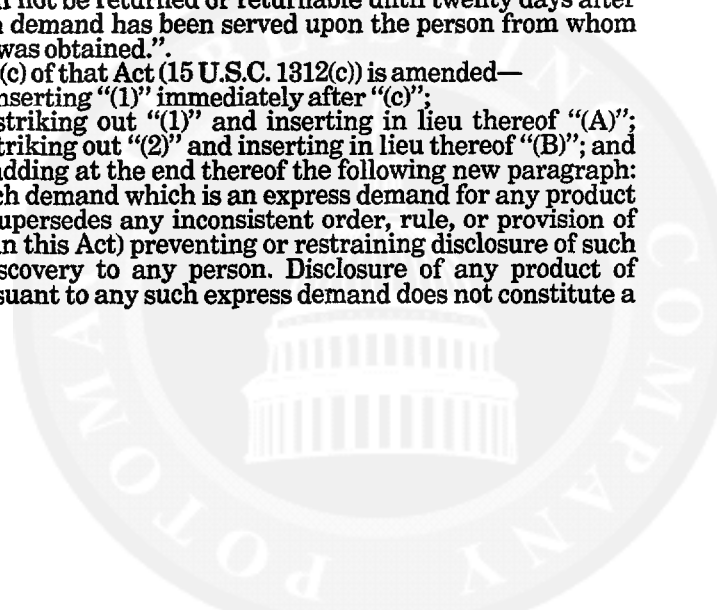 not be returned or returnable until twenty days after
demand has been served upon the person from whom
was obtained.”.
(c) of that Act (15 U.S.C. 1312(c)) is amended—
nserting “(1)” immediately after “(c)”;
striking out “(1)” and inserting in lieu thereof “(A)”;
triking out “(2)” and inserting in lieu thereof “(B)”; and
adding at the end thereof the following new paragraph:
ch demand which is an express demand for any product
upersedes any inconsistent order, rule, or provision of
in this Act) preventing or restraining disclosure of such
scovery to any person. Disclosure of any product of
suant to any such express demand does not constitute a
POTOMAC COMPANY